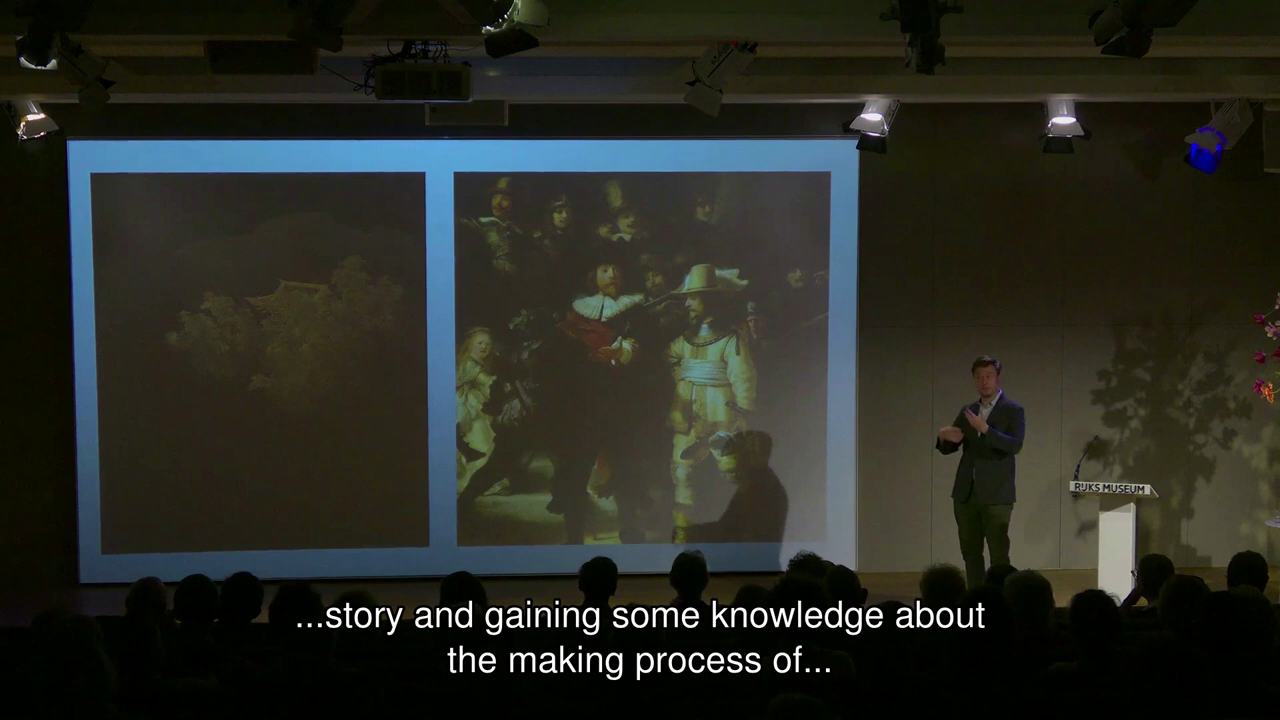 RIJKS MUSEUM
...story and gaining some knowledge about
the making process of...